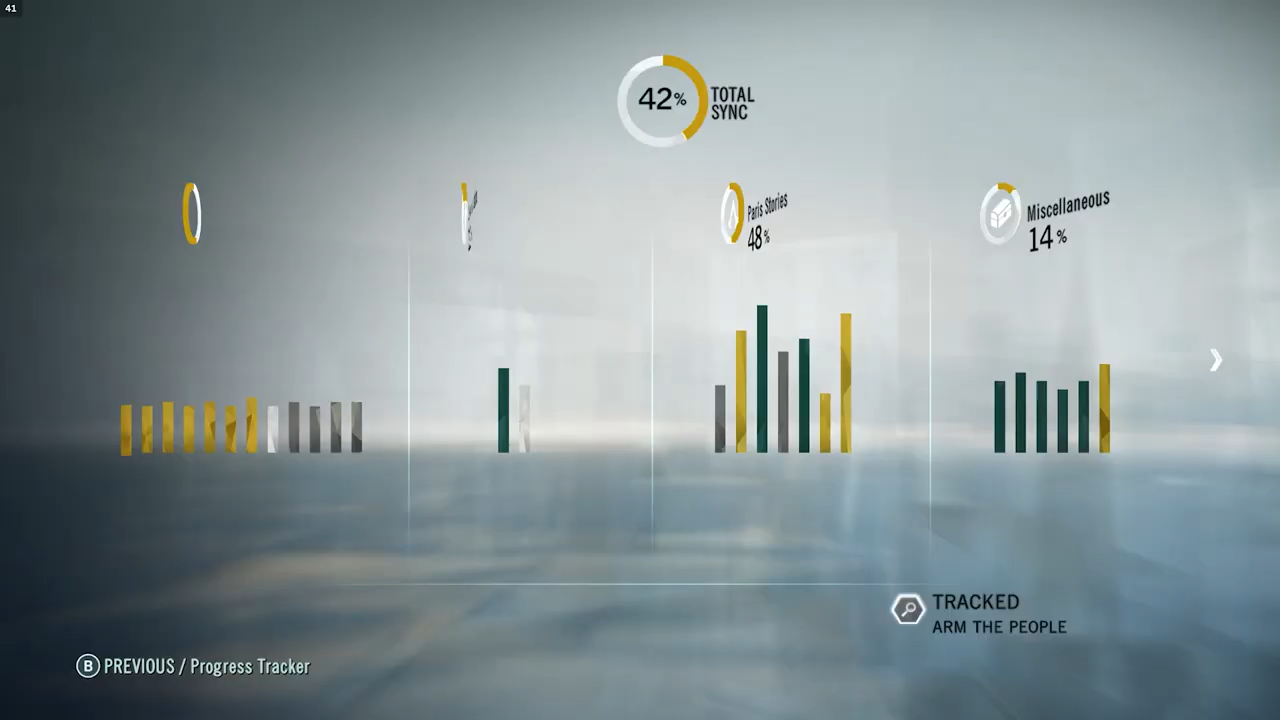 41
42%
TOTAL
SYNC
Paris Stories
48%
Miscellaneous
14%
TRACKED
ARM THE PEOPLE
B PREVIOUS / Progress Tracker